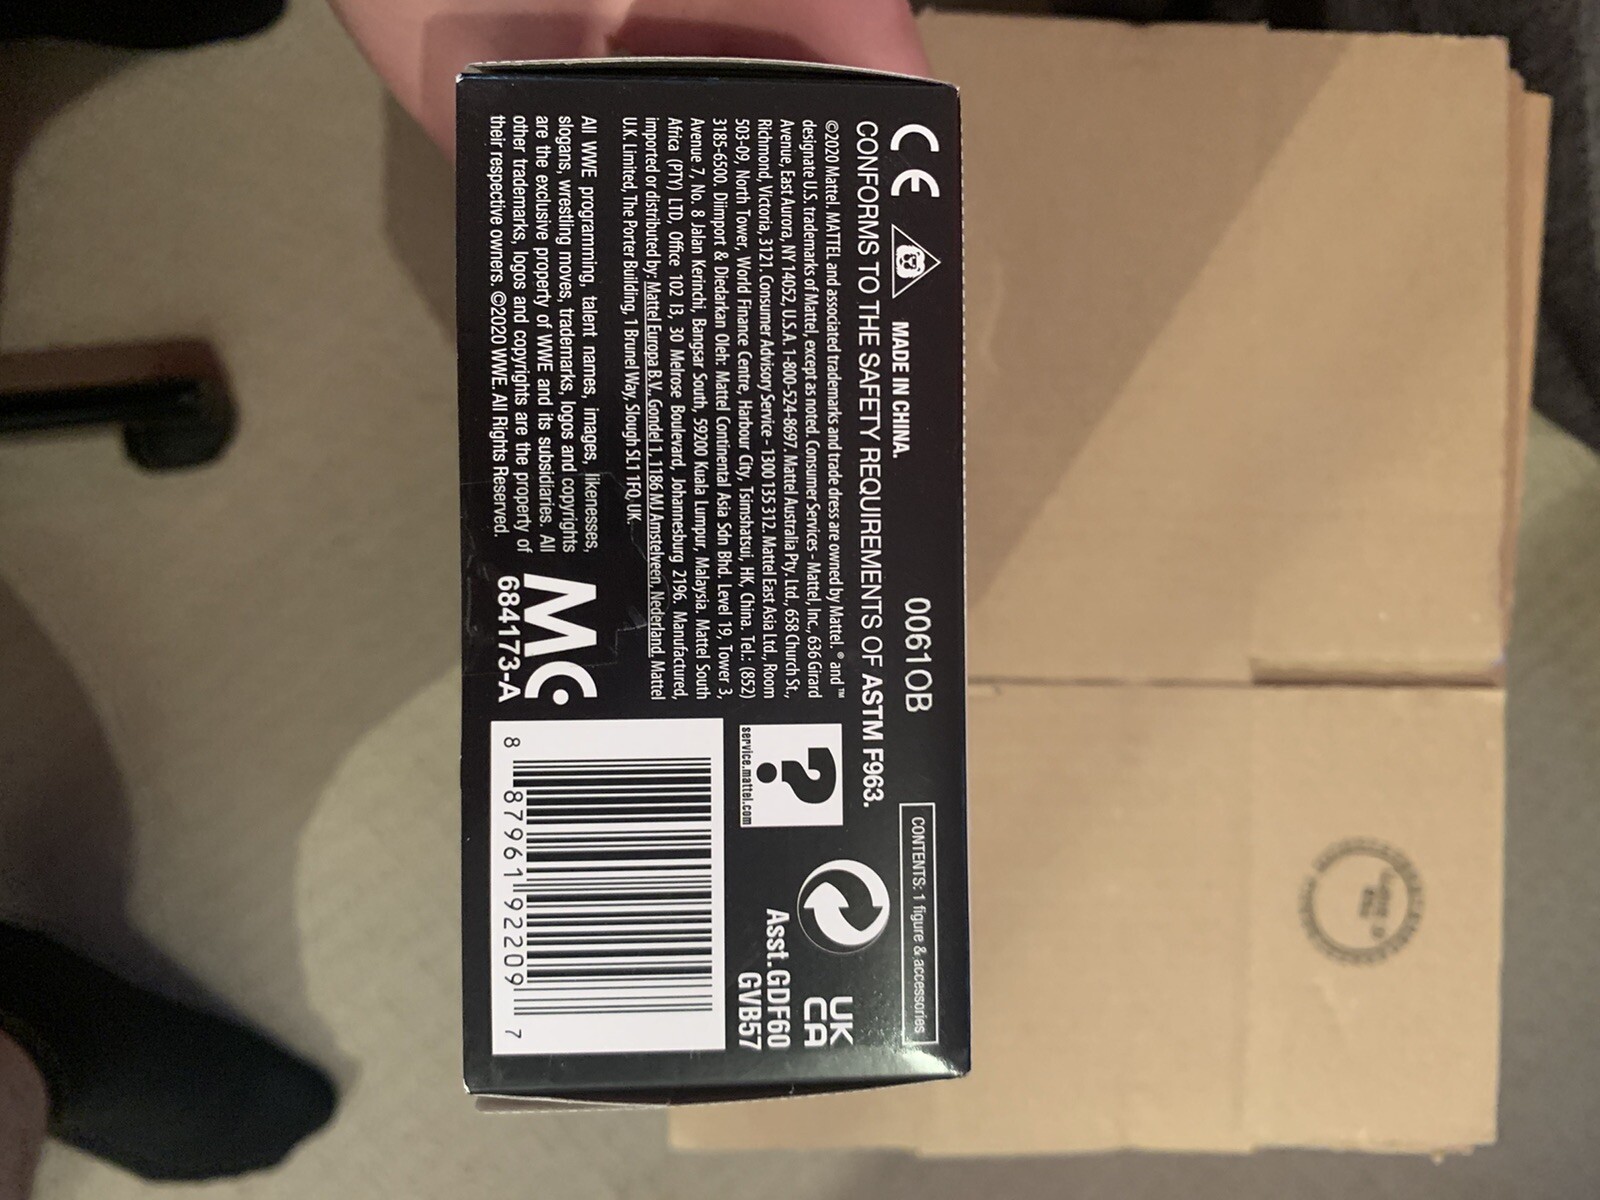 CE MADE IN CHINA. 0061OB
CONTENTS: 1 figure & accessories
CONFORMS TO THE SAFETY REQUIREMENTS OF ASTM F963.
©2020 Mattel. MATTEL and associated trademarks and trade dress are owned by Mattel. ® and ™
designate U.S. trademarks of Mattel, except as noted. Consumer Services - Mattel, Inc., 636 Girard
Avenue, East Aurora, NY 14052, U.S.A. 1-800-524-8697. Mattel Australia Pty. Ltd., 658 Church St.,
Richmond, Victoria, 3121. Consumer Advisory Service - 1300 135 312. Mattel East Asia Ltd., Room
503-09, North Tower, World Finance Centre, Harbour City, Tsimshatsui, HK, China. Tel.: (852)
3185-6500. Diimport & Diedarkan Oleh: Mattel Continental Asia Sdn Bhd. Level 19, Tower 3,
Avenue 7, No. 8 Jalan Kerinchi, Bangsar South, 59200 Kuala Lumpur, Malaysia. Mattel South
Africa (PTY) LTD, Office 102 I3, 30 Melrose Boulevard, Johannesburg 2196. Manufactured,
imported or distributed by: Mattel Europa B.V., Gondel 1, 1186 MJ Amstelveen, Nederland. Mattel
U.K. Limited, The Porter Building, 1 Brunel Way, Slough SL1 1FQ, UK.
All WWE programming, talent names, images, likenesses,
slogans, wrestling moves, trademarks, logos and copyrights
are the exclusive property of WWE and its subsidiaries. All
other trademarks, logos and copyrights are the property of
their respective owners. ©2020 WWE. All Rights Reserved.
MC
684173-A
?
service.mattel.com
UK
CA
Asst.GDF60
GVB57
8 87961 92209 7